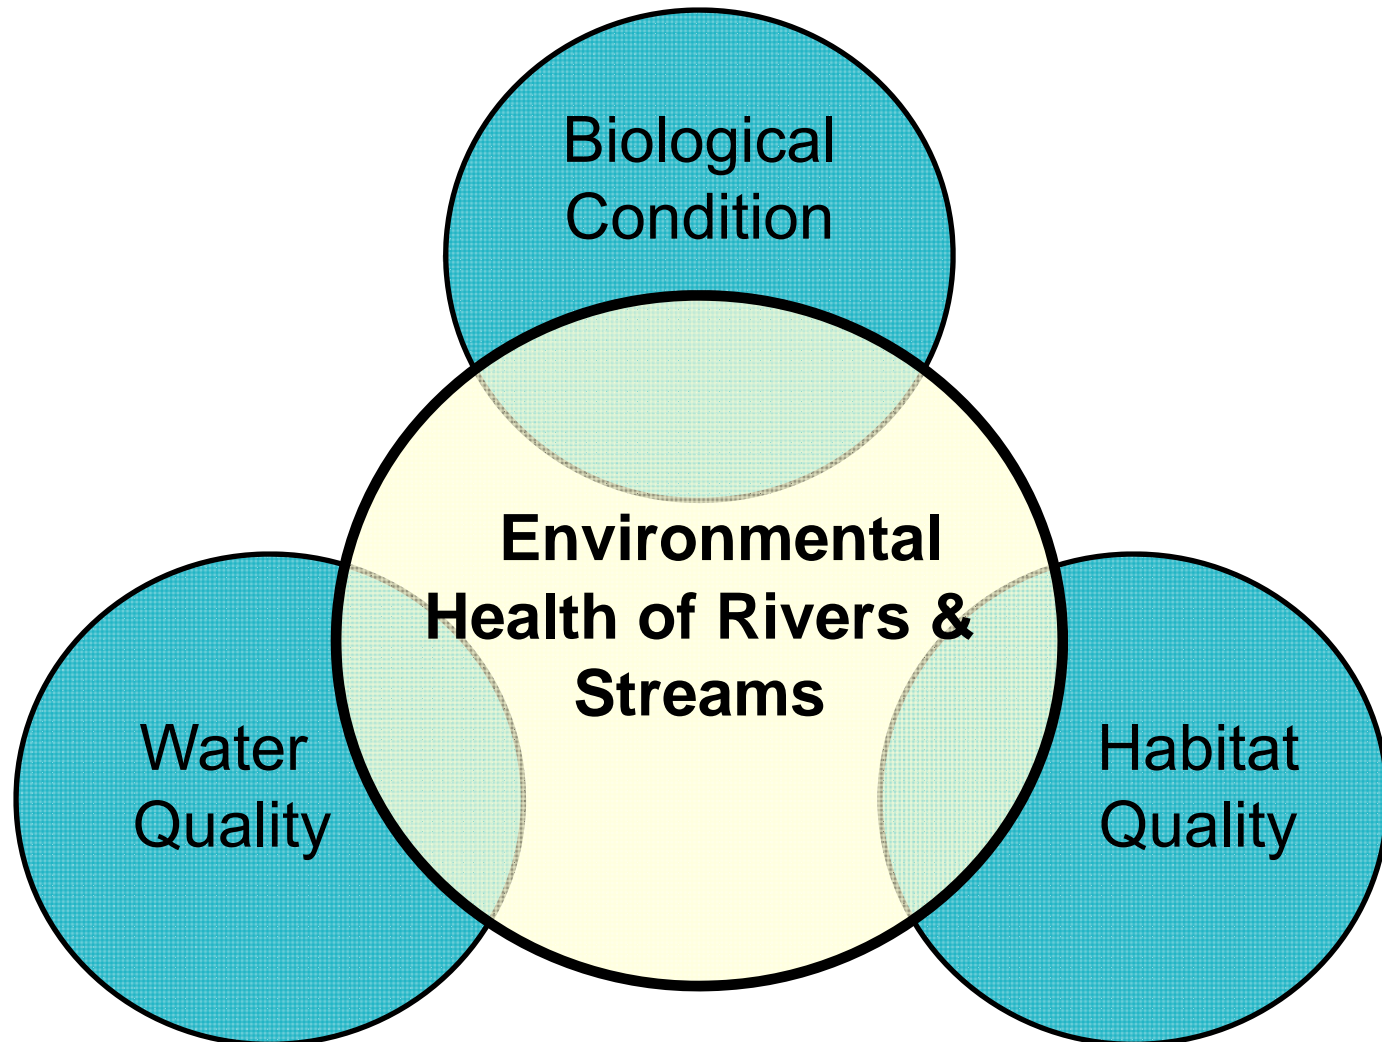 Biological
Condition
Environmental
Health of Rivers &
Streams
Water
Quality
Habitat
Quality